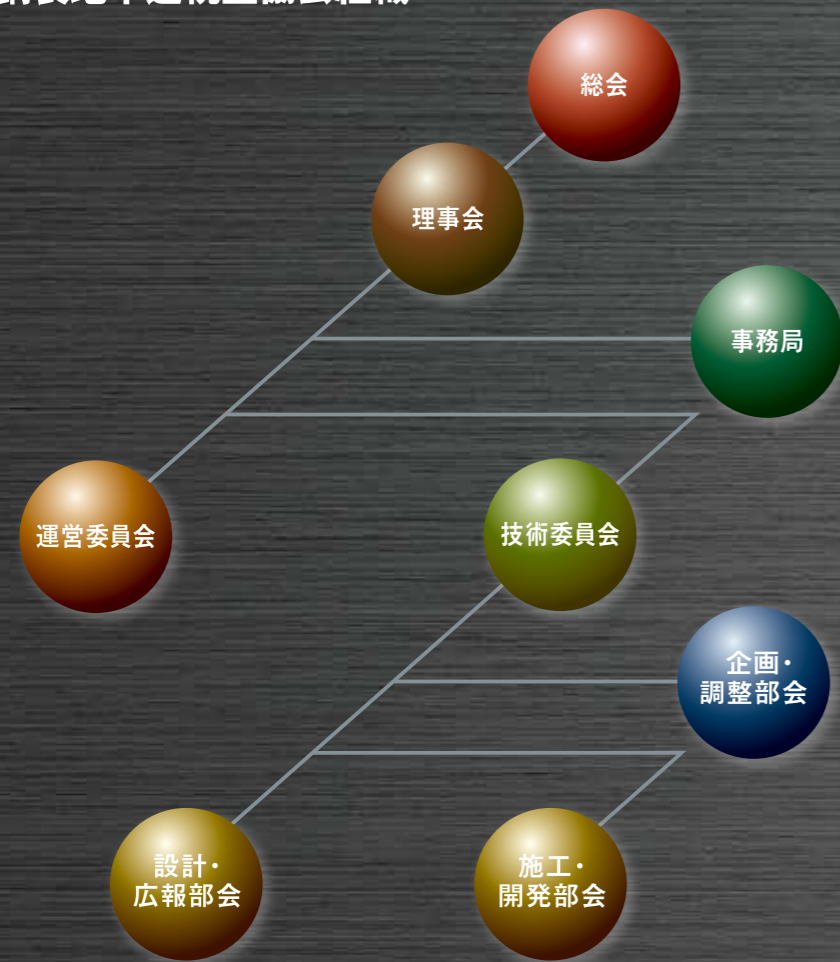 総会
理事会
事務局
運営委員会
技術委員会
企画・
調整部会
設計・
広報部会
施工・
開発部会